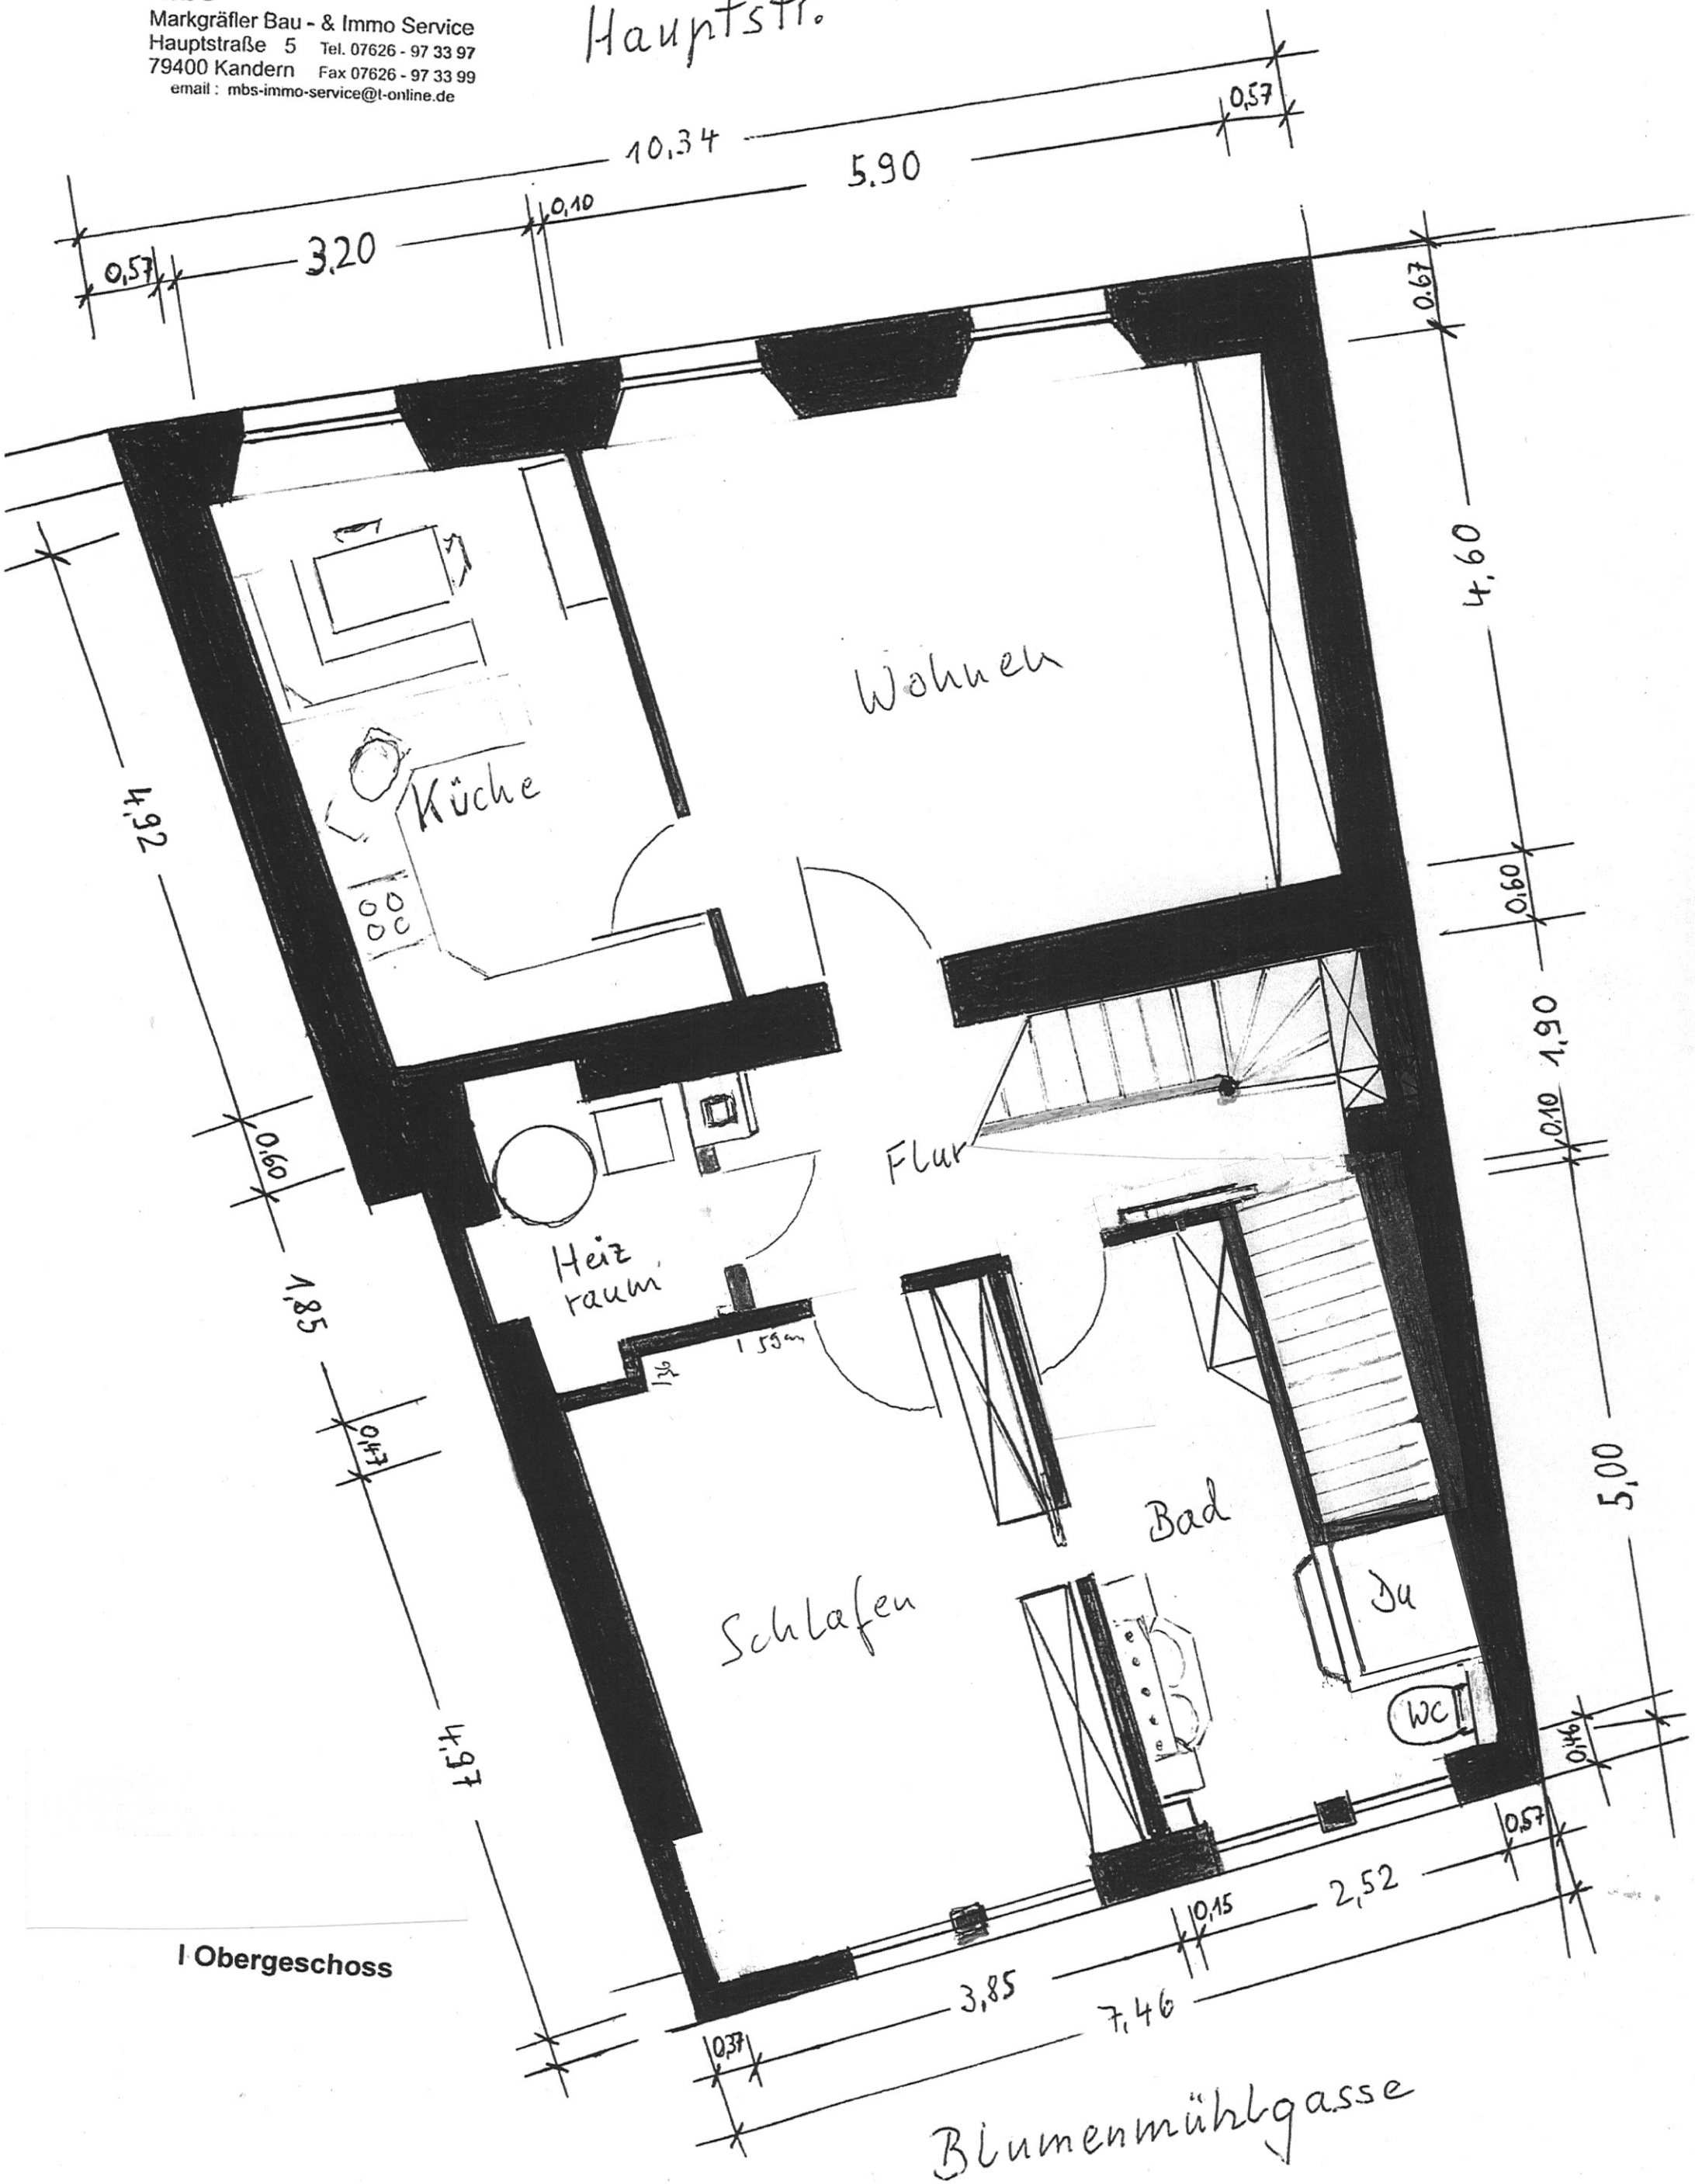 Markgräfler Bau - & Immo Service
Hauptstraße 5 Tel. 07626 - 97 33 97
79400 Kandern Fax 07626 - 97 33 99
email : mbs-immo-service@t-online.de
Hauptstr.
10,34
0,57
5.90
0,10
3,20
0,57
0.67
4,60
0,60
1,90
0,10
5,00
0,46
4,92
0,60
1,85
0,47
4,97
Wohnen
Küche
Flur
Heiz
raum
59cm
Bad
Schlafen
Du
WC
0,57
2,52
0,15
3,85
0,37
7,46
I Obergeschoss
Blumenmühlgasse